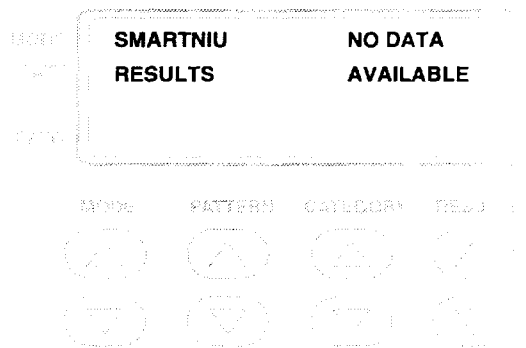 SMARTNIU NO DATA
RESULTS AVAILABLE
MODE PATTERN CATEGORY